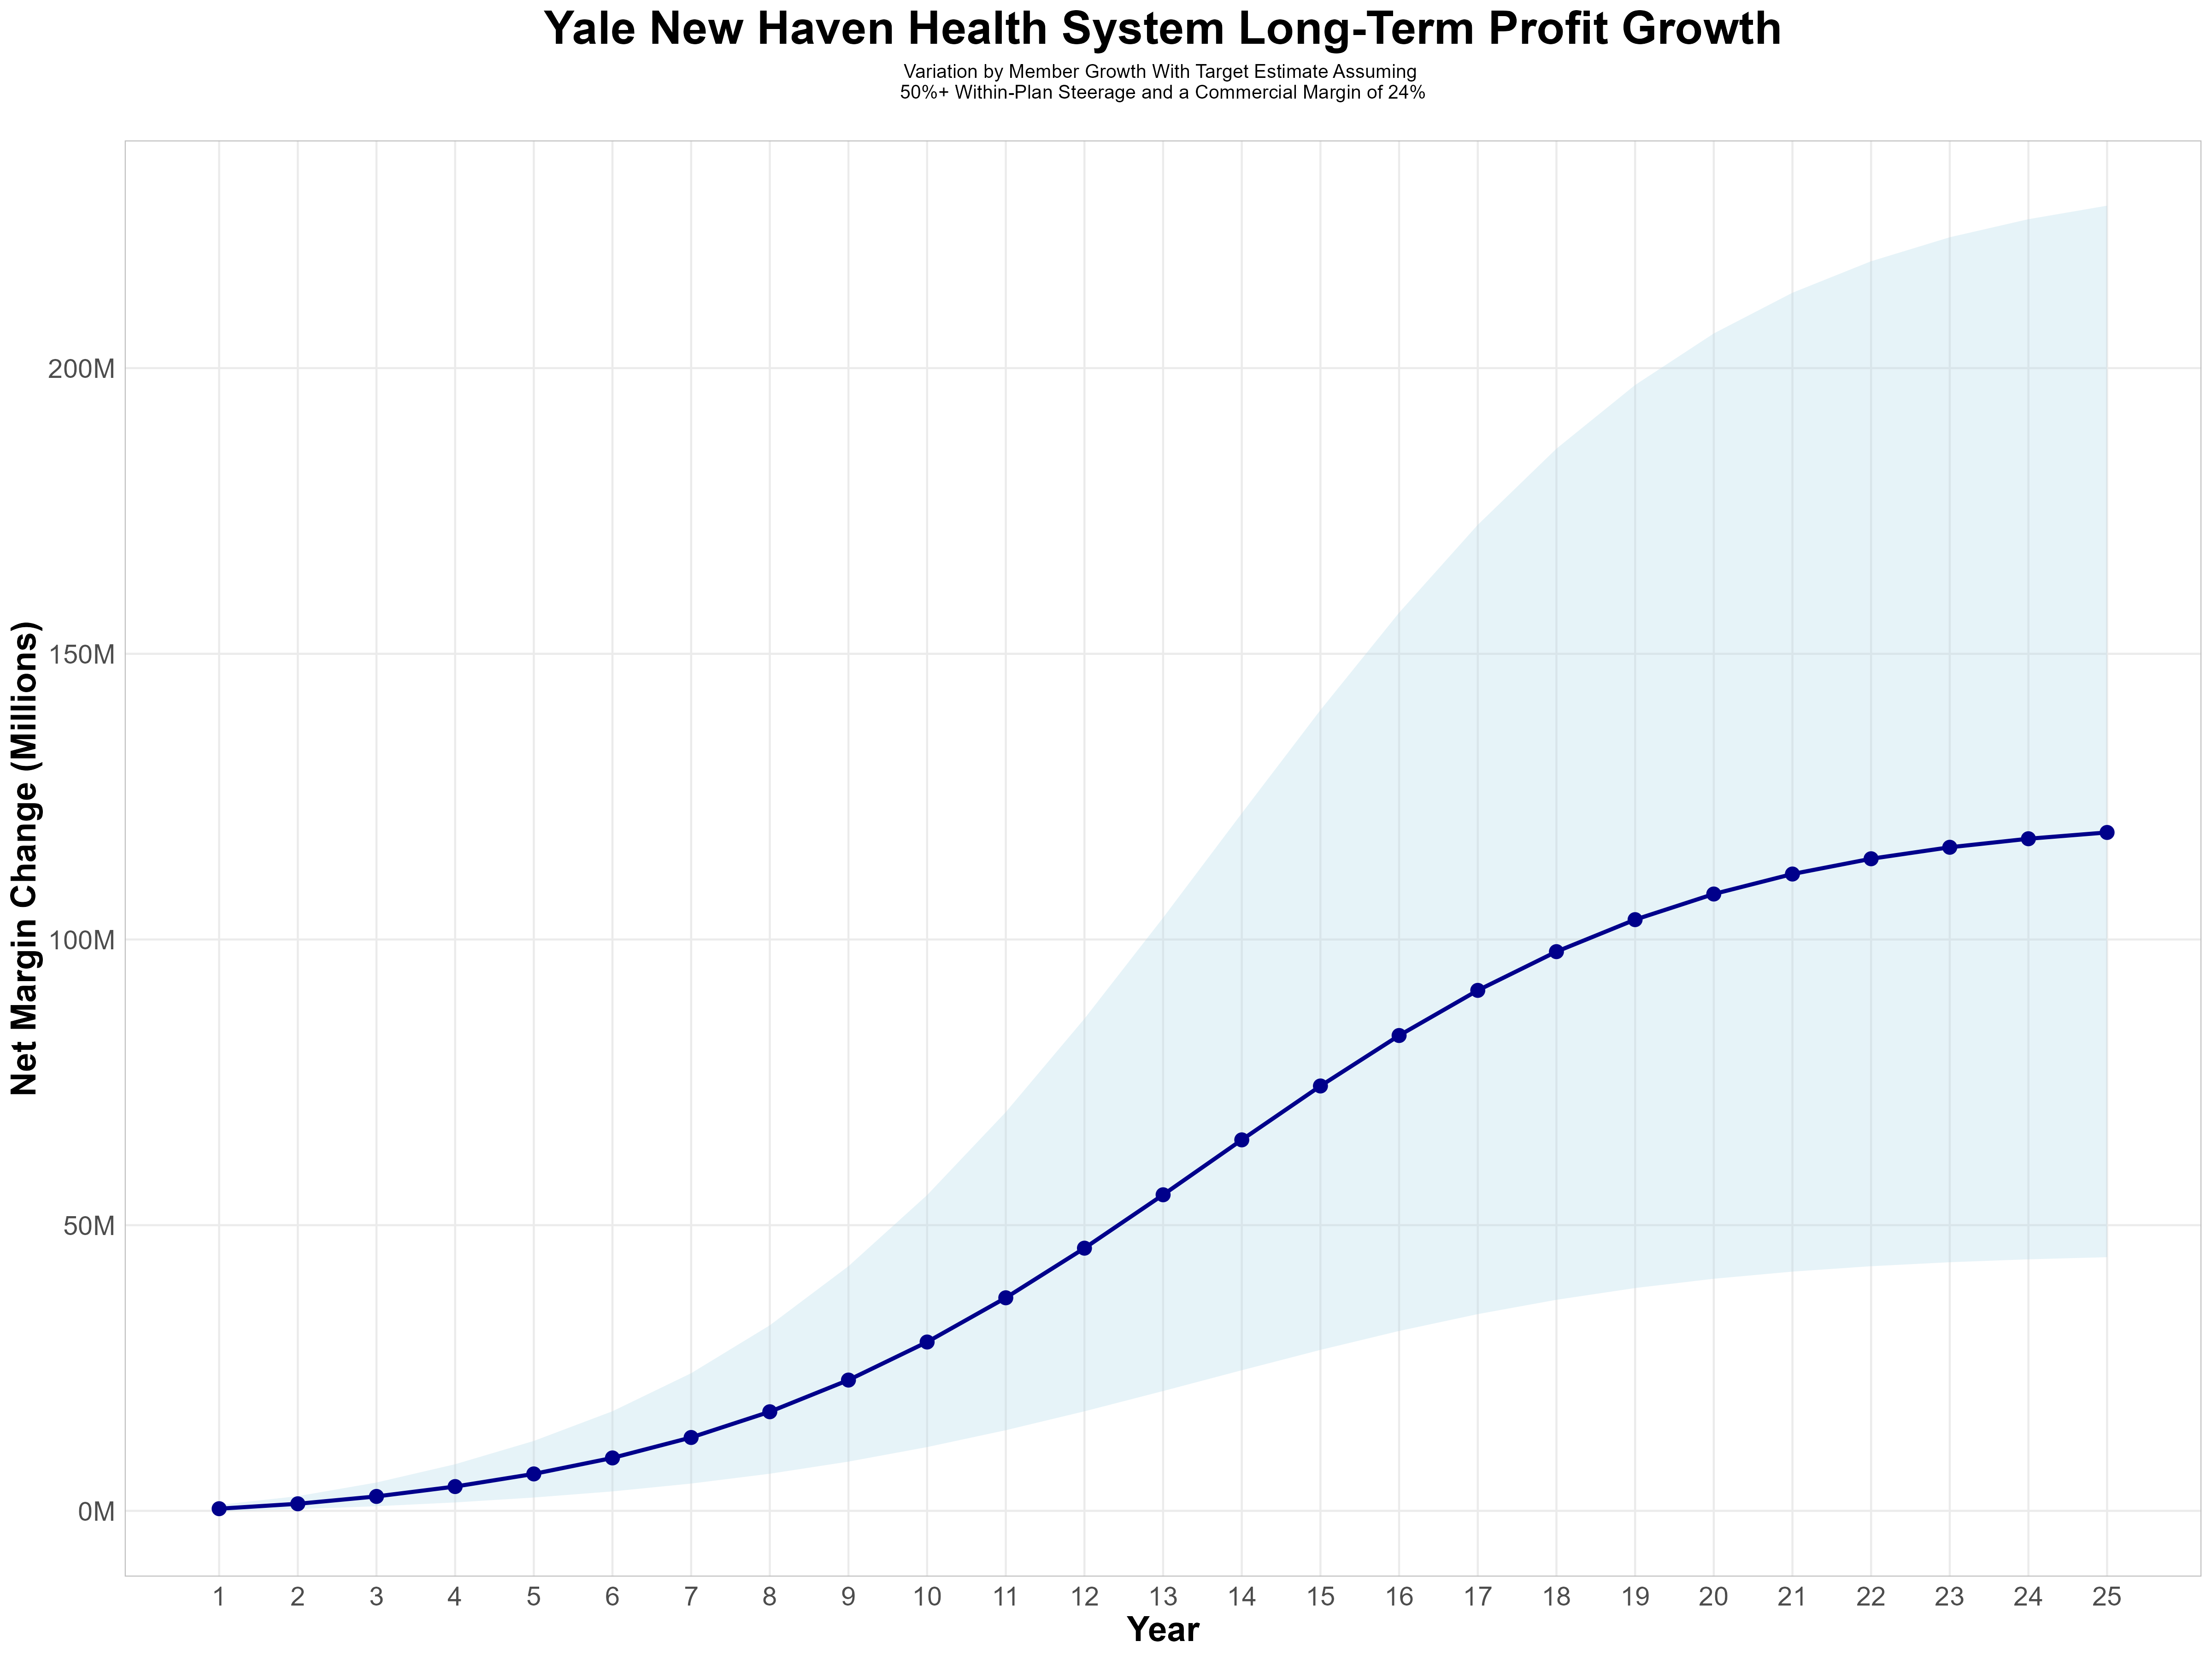 Yale New Haven Health System Long-Term Profit Growth
Variation by Member Growth With Target Estimate Assuming
50%+ Within-Plan Steerage and a Commercial Margin of 24%
Net Margin Change (Millions)
200M
150M
100M
50M
0M
1 2 3 4 5 6 7 8 9 10 11 12 13 14 15 16 17 18 19 20 21 22 23 24 25
Year